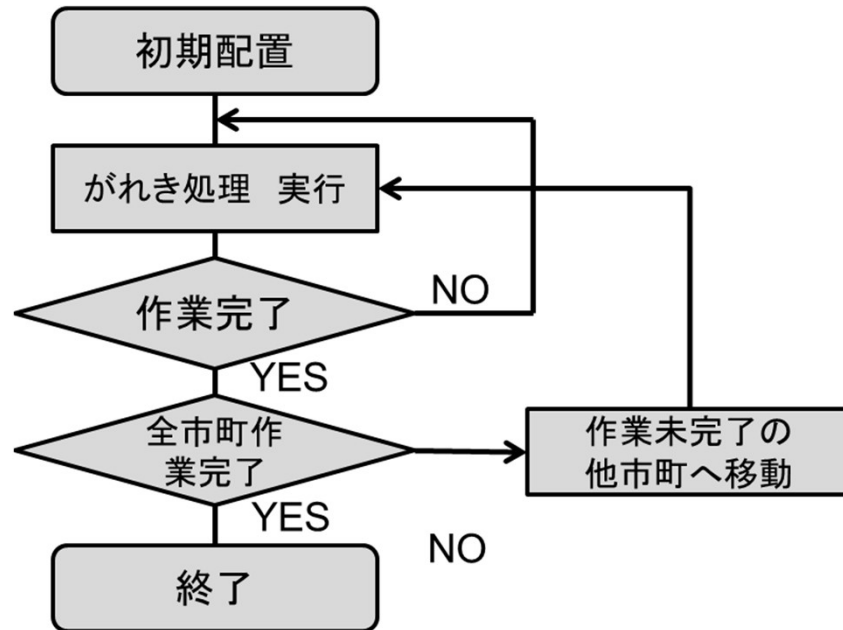 初期配置
がれき処理　実行
作業完了
NO
YES
全市町作
業完了
作業未完了の
他市町へ移動
YES
NO
終了